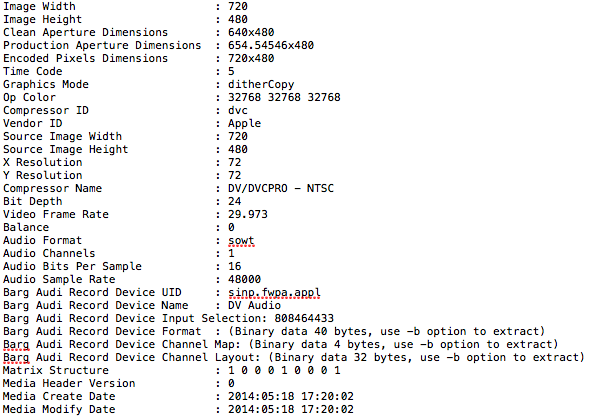 Image Width : 720
Image Height : 480
Clean Aperture Dimensions : 640x480
Production Aperture Dimensions : 654.54546x480
Encoded Pixels Dimensions : 720x480
Time Code : 5
Graphics Mode : ditherCopy
Op Color : 32768 32768 32768
Compressor ID : dvc
Vendor ID : Apple
Source Image Width : 720
Source Image Height : 480
X Resolution : 72
Y Resolution : 72
Compressor Name : DV/DVCPRO - NTSC
Bit Depth : 24
Video Frame Rate : 29.973
Balance : 0
Audio Format : sowt
Audio Channels : 1
Audio Bits Per Sample : 16
Audio Sample Rate : 48000
Barg Audi Record Device UID : sinp.fwpa.appl
Barg Audi Record Device Name : DV Audio
Barg Audi Record Device Input Selection: 808464433
Barg Audi Record Device Format : (Binary data 40 bytes, use -b option to extract)
Barg Audi Record Device Channel Map: (Binary data 4 bytes, use -b option to extract)
Barg Audi Record Device Channel Layout: (Binary data 32 bytes, use -b option to extract)
Matrix Structure : 1 0 0 0 1 0 0 0 1
Media Header Version : 0
Media Create Date : 2014:05:18 17:20:02
Media Modify Date : 2014:05:18 17:20:02